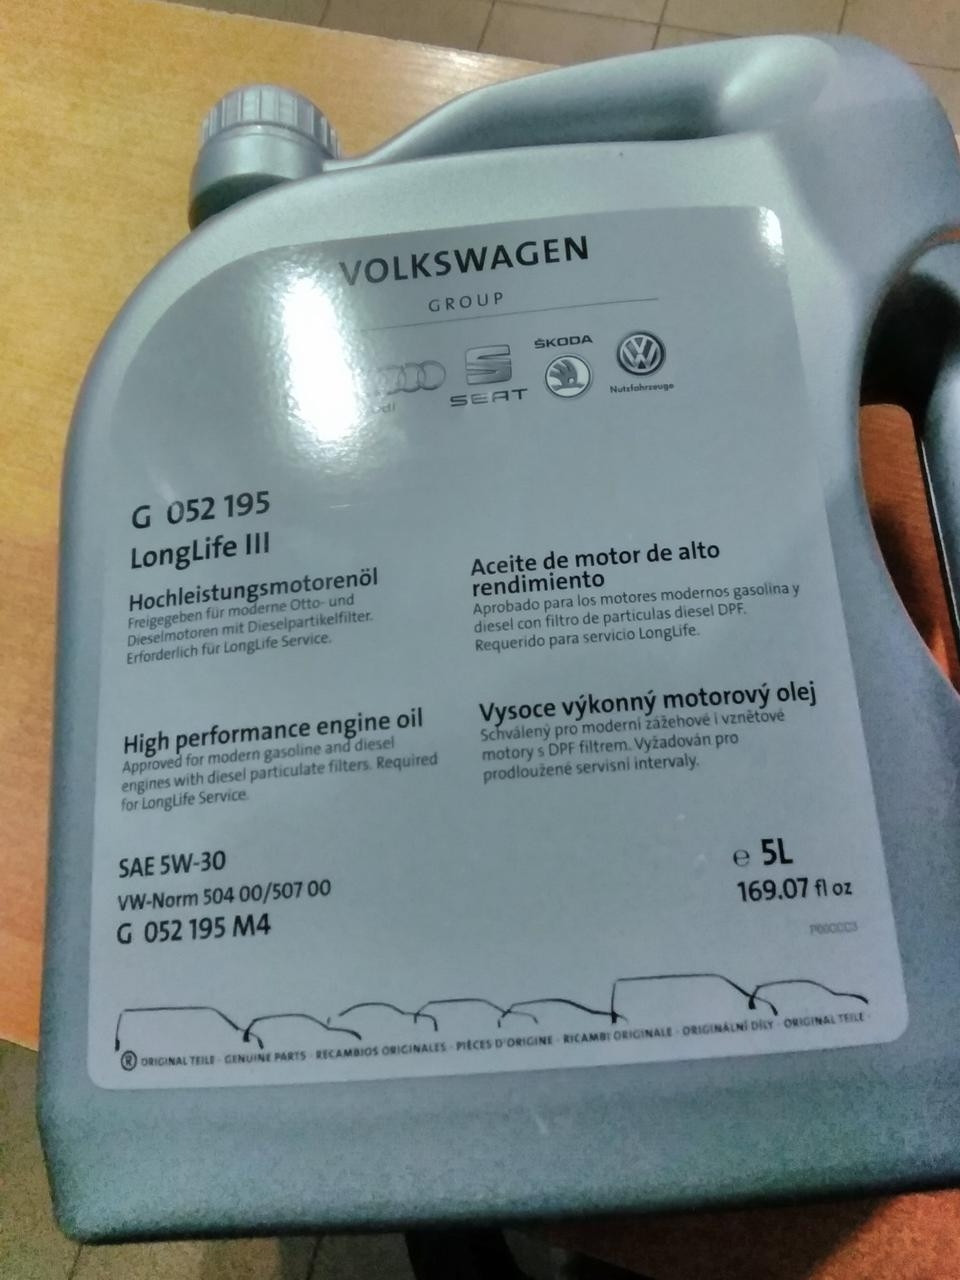 VOLKSWAGEN
GROUP
SEAT
ŠKODA
Nutzfahrzeuge
G 052 195
LongLife III
Hochleistungsmotorenöl
Freigegeben für moderne Otto- und
Dieselmotoren mit Dieselpartikelfilter.
Erforderlich für LongLife Service.
Aceite de motor de alto
rendimiento
Aprobado para los motores modernos gasolina y
diesel con filtro de particulas diesel DPF.
Requerido para servicio LongLife.
High performance engine oil
Approved for modern gasoline and diesel
engines with diesel particulate filters. Required
for LongLife Service.
Vysoce výkonný motorový olej
Schválený pro moderní zážehové i vznětové
motory s DPF filtrem. Vyžadován pro
prodloužené servisní intervaly.
SAE 5W-30
VW-Norm 504 00/507 00
G 052 195 M4
e 5L
169.07 fl oz
® ORIGINAL TEILE · GENUINE PARTS · RECAMBIOS ORIGINALES · PIÈCES D'ORIGINE · RICAMBI ORIGINALE · ORIGINÁLNÍ DÍLY · ORIGINAL TEILE ·